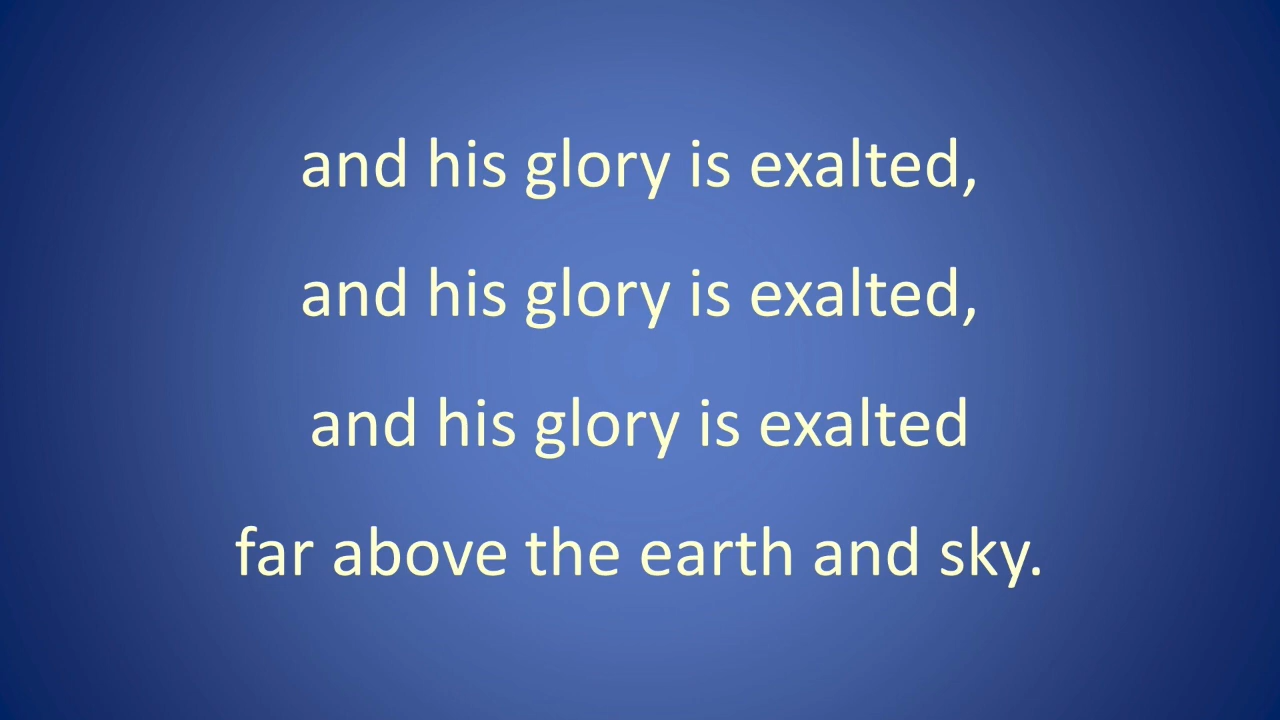 and his glory is exalted,
and his glory is exalted,
and his glory is exalted
far above the earth and sky.